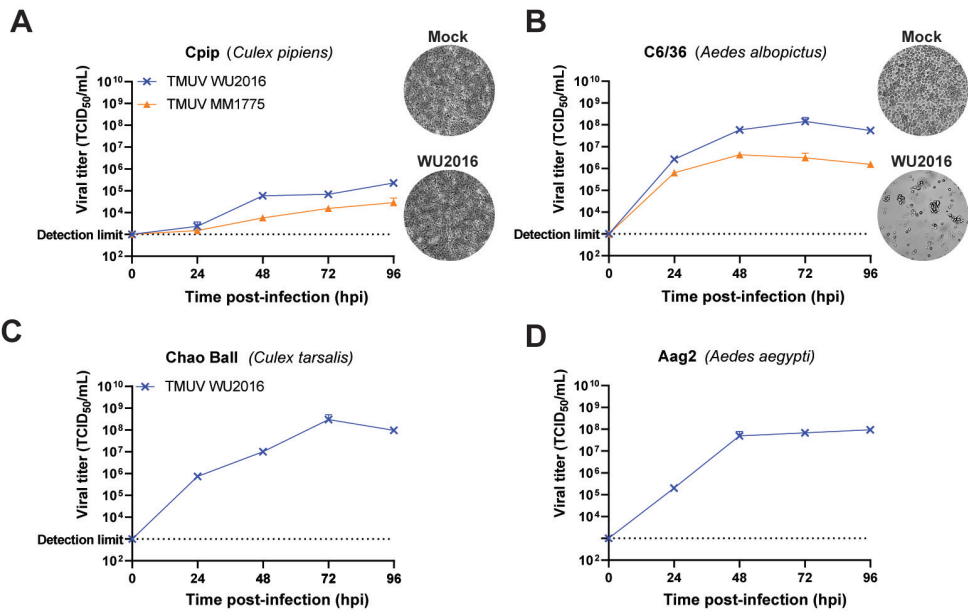 A
Cpip (Culex pipiens)
Mock
TMUV WU2016
TMUV MM1775
WU2016
Viral titer (TCID50/mL)
10^10
10^9
10^8
10^7
10^6
10^5
10^4
Detection limit
10^2
0 24 48 72 96
Time post-infection (hpi)
B
C6/36 (Aedes albopictus)
Mock
WU2016
Viral titer (TCID50/mL)
10^10
10^9
10^8
10^7
10^6
10^5
10^4
Detection limit
10^2
0 24 48 72 96
Time post-infection (hpi)
C
Chao Ball (Culex tarsalis)
TMUV WU2016
Viral titer (TCID50/mL)
10^10
10^9
10^8
10^7
10^6
10^5
10^4
Detection limit
10^2
0 24 48 72 96
Time post-infection (hpi)
D
Aag2 (Aedes aegypti)
Viral titer (TCID50/mL)
10^10
10^9
10^8
10^7
10^6
10^5
10^4
10^2
0 24 48 72 96
Time post-infection (hpi)